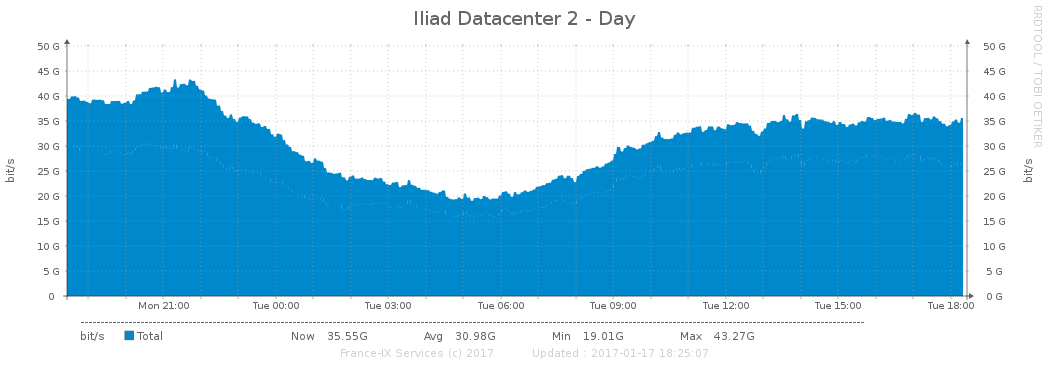 Iliad Datacenter 2 - Day
RRDTOOL / TOBI OETIKER
50 G 50 G
45 G 45 G
40 G 40 G
35 G 35 G
30 G 30 G
25 G 25 G
20 G 20 G
15 G 15 G
10 G 10 G
5 G 5 G
0 0 G
bit/s bit/s
Mon 21:00 Tue 00:00 Tue 03:00 Tue 06:00 Tue 09:00 Tue 12:00 Tue 15:00 Tue 18:00
bit/s Total Now 35.55G Avg 30.98G Min 19.01G Max 43.27G
France-IX Services (c) 2017 Updated : 2017-01-17 18:25:07